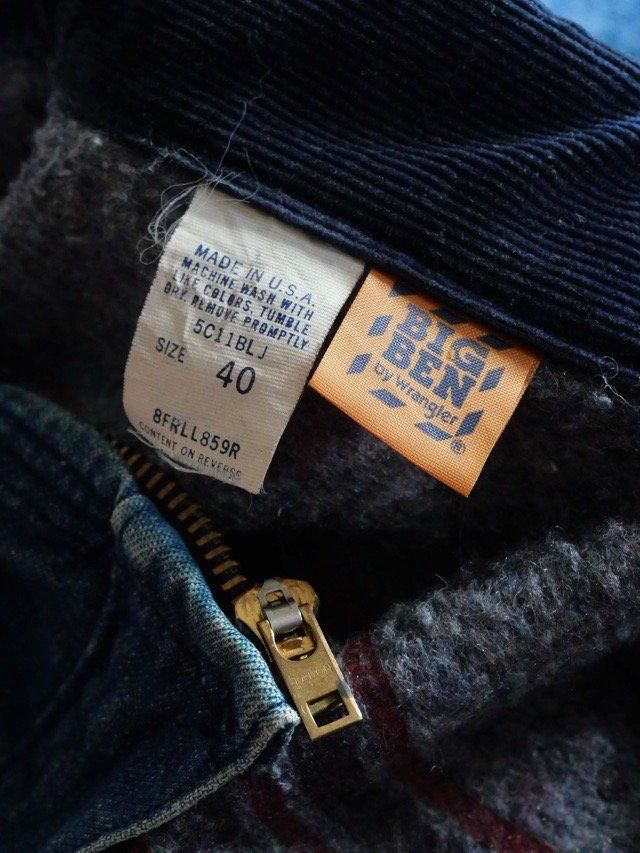 MADE IN U.S.A.
MACHINE WASH WITH
LIKE COLORS. TUMBLE
DRY. REMOVE PROMPTLY
5C11BLJ
SIZE 40
8FRLL859R
CONTENT ON REVERSE
BIG
BEN
by Wrangler
®